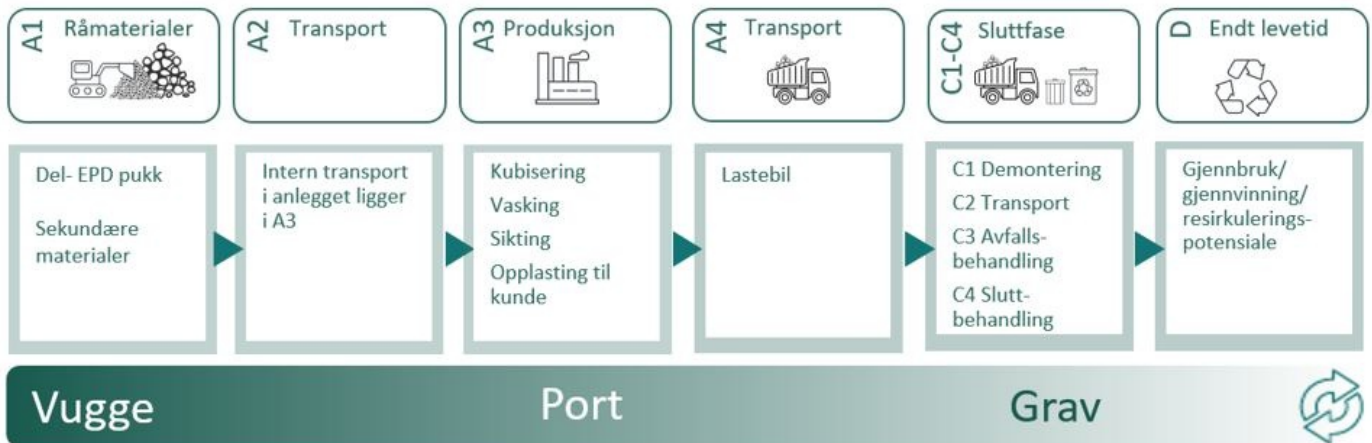 A1 Råmaterialer
A2 Transport
A3 Produksjon
A4 Transport
C1-C4 Sluttfase
D Endt levetid
Del- EPD pukk
Sekundære
materialer
Intern transport
i anlegget ligger
i A3
Kubisering
Vasking
Sikting
Opplasting til
kunde
Lastebil
C1 Demontering
C2 Transport
C3 Avfalls-
behandling
C4 Slutt-
behandling
Gjennbruk/
gjennvinning/
resirkulerings-
potensiale
Vugge
Port
Grav